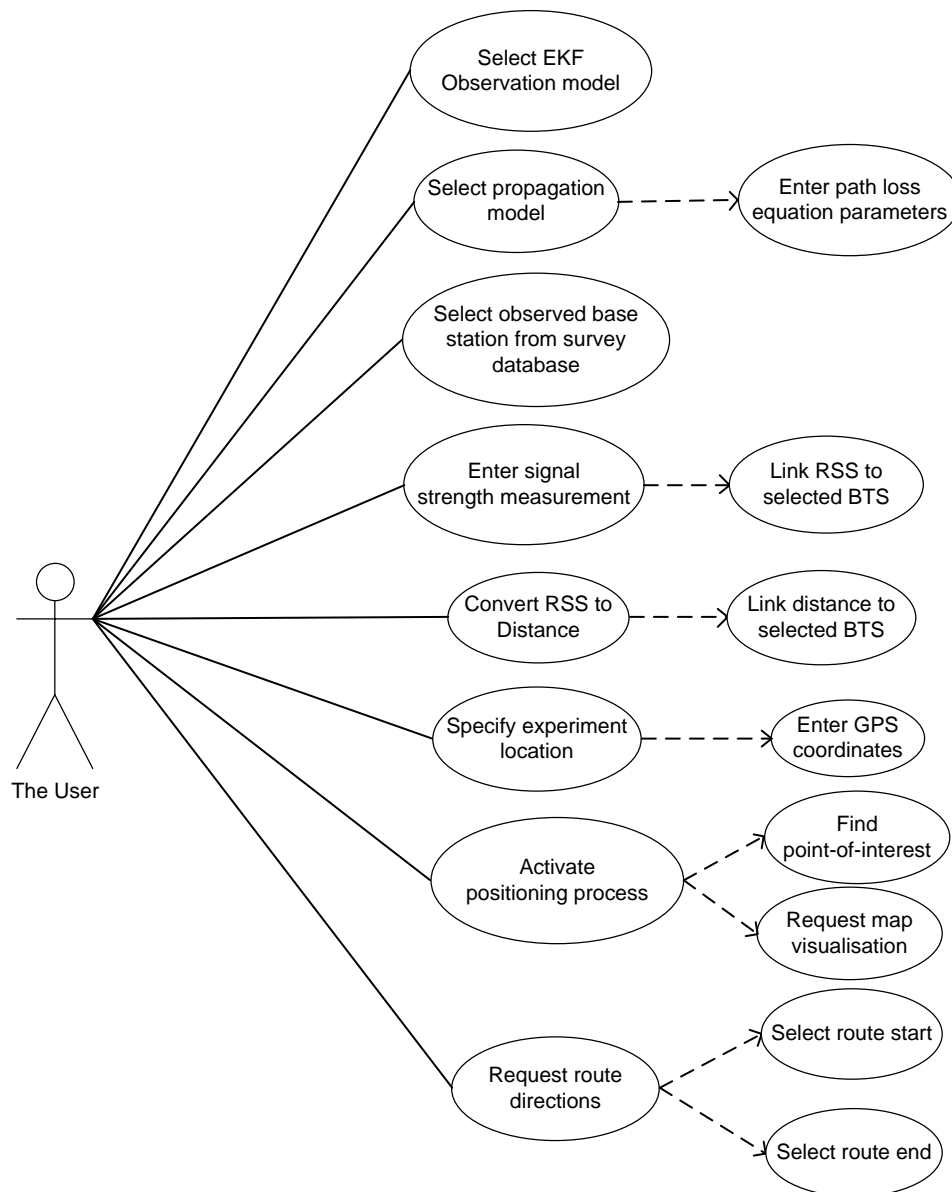 Select EKF
Observation model
Select propagation
model
Enter path loss
equation parameters
Select observed base
station from survey
database
Enter signal
strength measurement
Link RSS to
selected BTS
Convert RSS to
Distance
Link distance to
selected BTS
Specify experiment
location
Enter GPS
coordinates
The User
Activate
positioning process
Find
point-of-interest
Request map
visualisation
Request route
directions
Select route start
Select route end